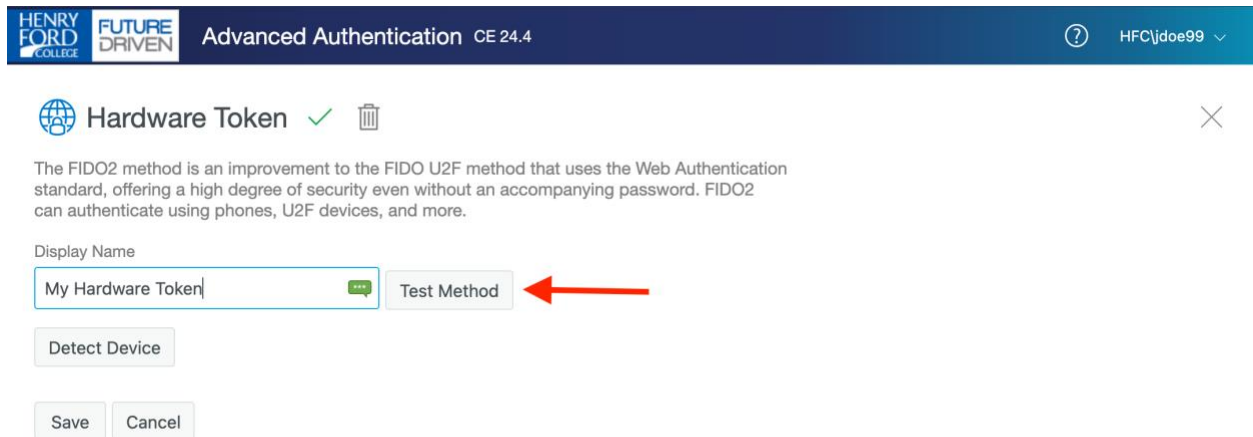 HENRY
FORD
COLLEGE
FUTURE
DRIVEN
Advanced Authentication CE 24.4
? HFC\jdoe99
Hardware Token
The FIDO2 method is an improvement to the FIDO U2F method that uses the Web Authentication
standard, offering a high degree of security even without an accompanying password. FIDO2
can authenticate using phones, U2F devices, and more.
Display Name
My Hardware Token
Test Method
Detect Device
Save Cancel